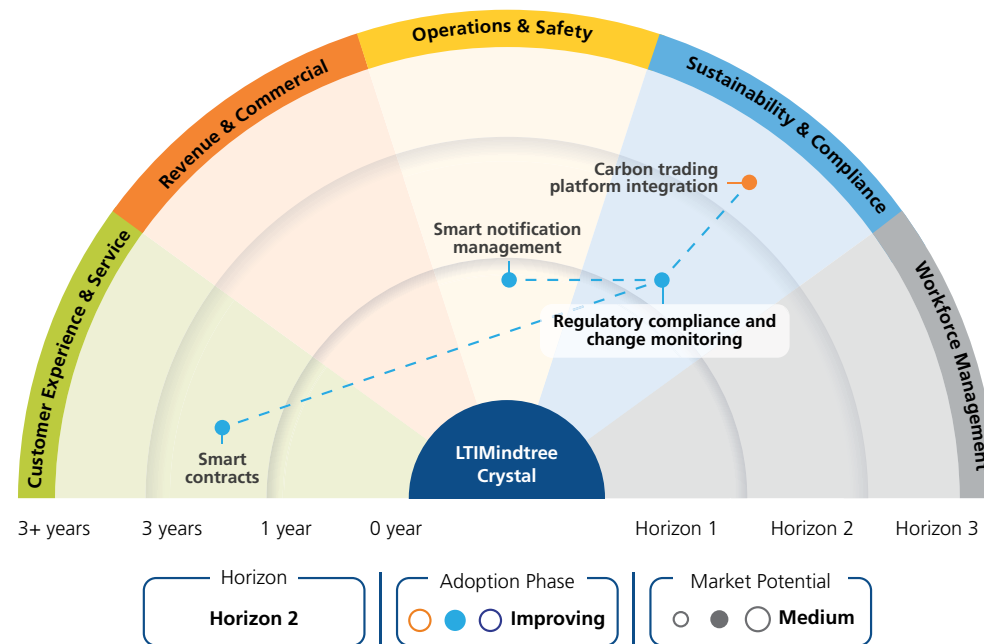 Operations & Safety
Revenue & Commercial
Sustainability & Compliance
Customer Experience & Service
Workforce Management
Carbon trading
platform integration
Smart notification
management
Regulatory compliance and
change monitoring
Smart
contracts
LTIMindtree
Crystal
3+ years
3 years
1 year
0 year
Horizon 1
Horizon 2
Horizon 3
Horizon
Horizon 2
Adoption Phase
Improving
Market Potential
Medium